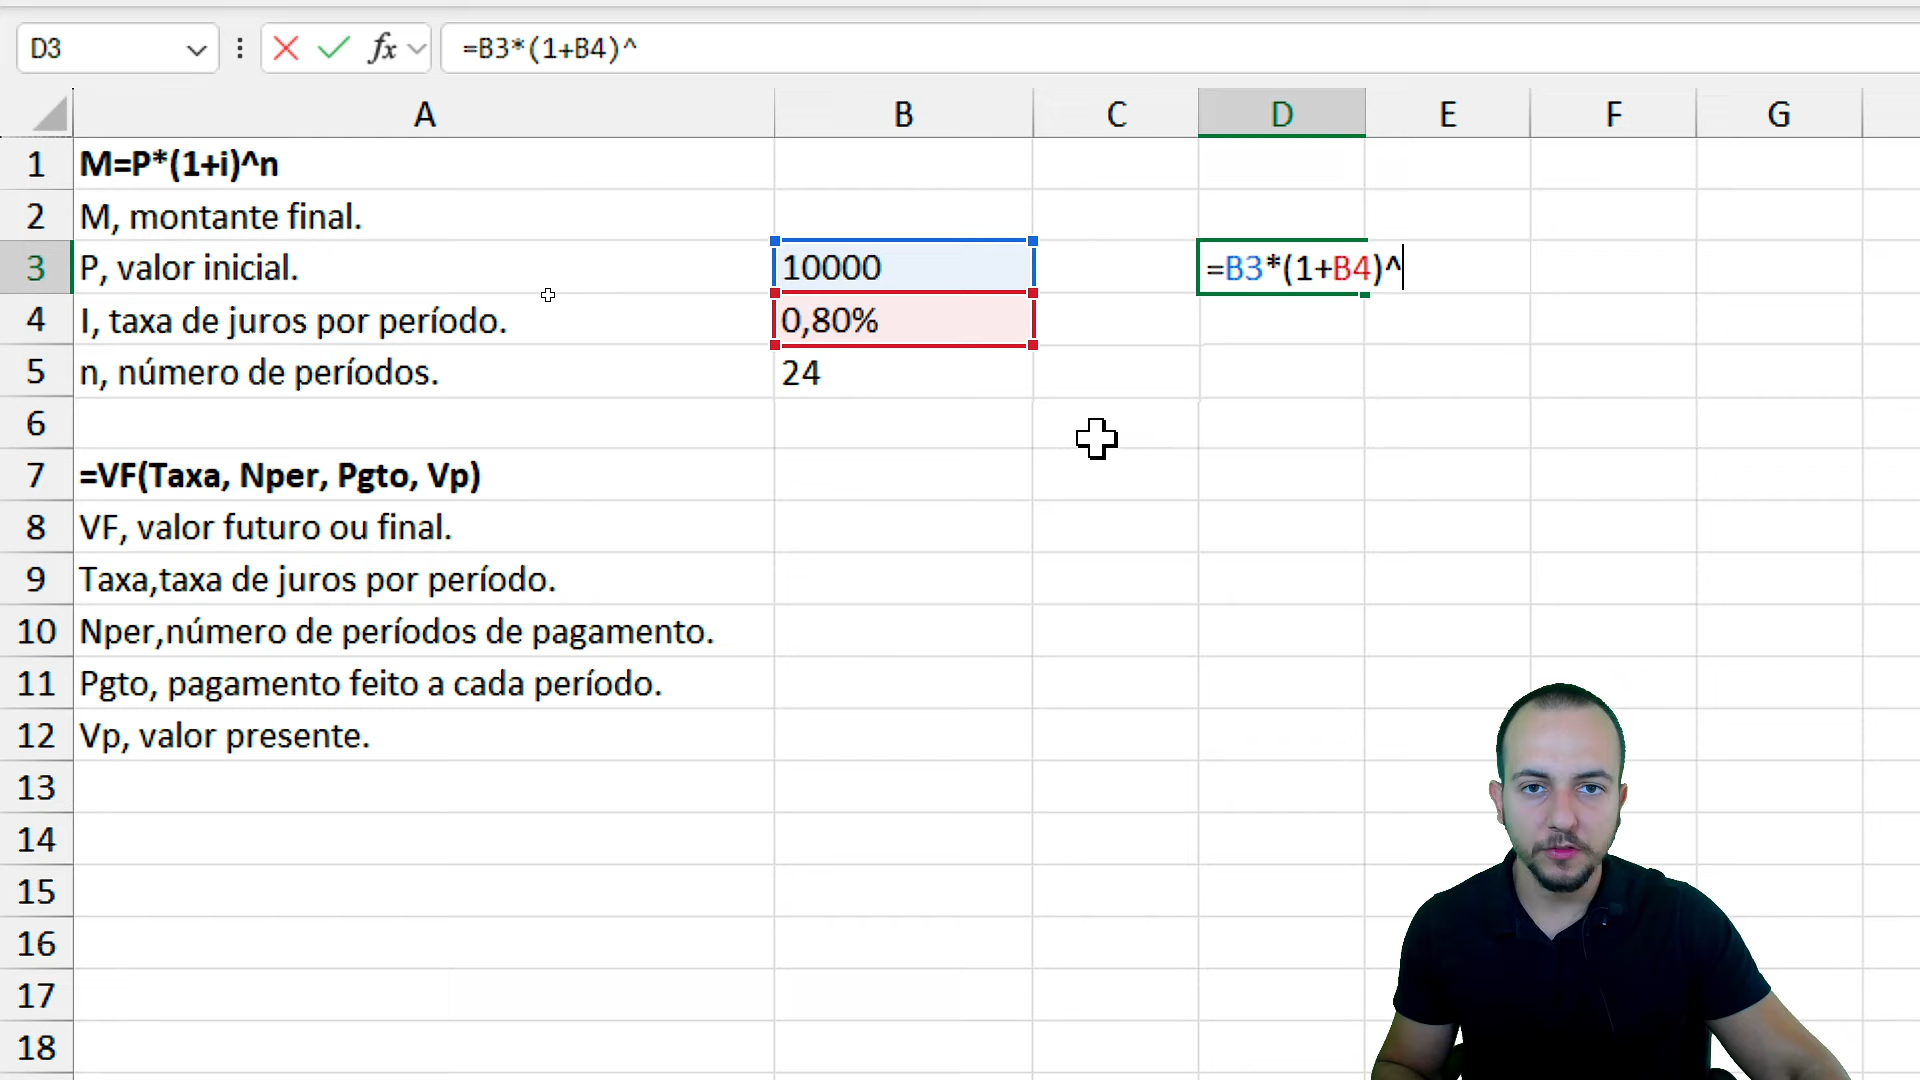 D3 fx =B3*(1+B4)^
A B C D E F G
1 M=P*(1+i)^n
2 M, montante final.
3 P, valor inicial. 10000 =B3*(1+B4)^
4 I, taxa de juros por período. 0,80%
5 n, número de períodos. 24
6
7 =VF(Taxa, Nper, Pgto, Vp)
8 VF, valor futuro ou final.
9 Taxa,taxa de juros por período.
10 Nper,número de períodos de pagamento.
11 Pgto, pagamento feito a cada período.
12 Vp, valor presente.
13
14
15
16
17
18